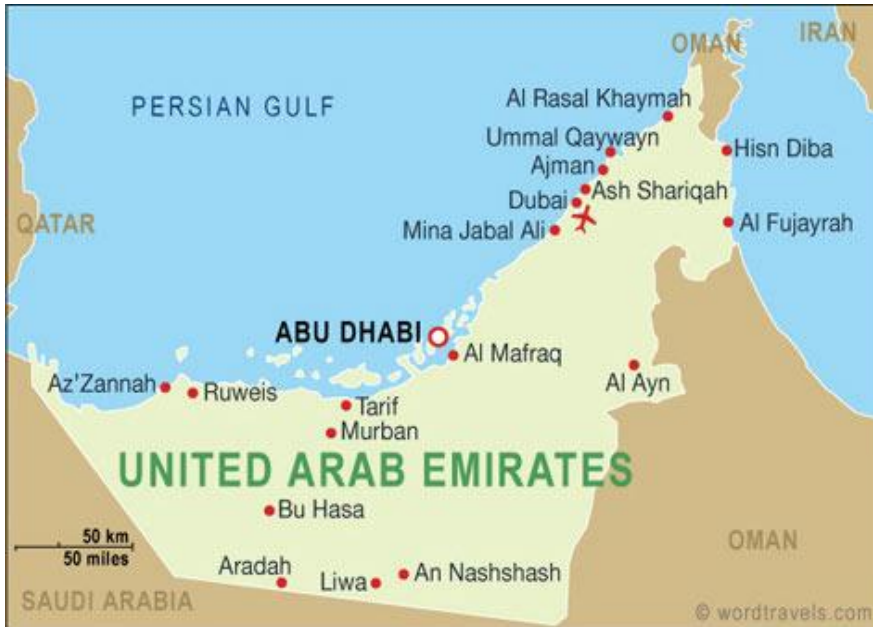 OMAN
IRAN
PERSIAN GULF
Al Rasal Khaymah
Ummal Qaywayn
Hisn Diba
Ajman
Ash Shariqah
Dubai
QATAR
Al Fujayrah
Mina Jabal Ali
ABU DHABI
Al Mafraq
Az'Zannah
Ruweis
Al Ayn
Tarif
Murban
UNITED ARAB EMIRATES
Bu Hasa
50 km
50 miles
OMAN
Aradah
Liwa
An Nashshash
SAUDI ARABIA
© wordtravels.com